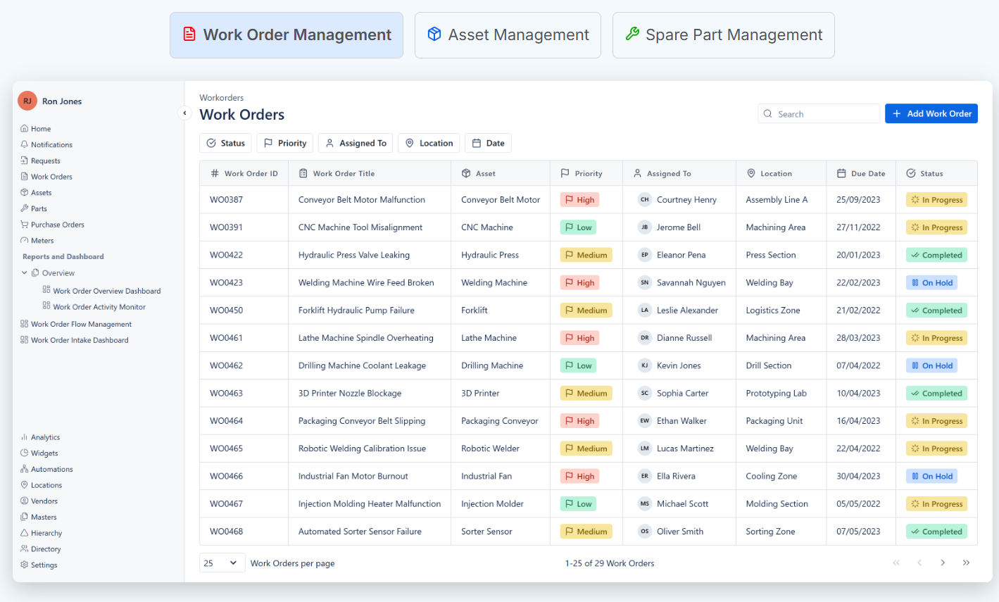 Work Order Management
Asset Management
Spare Part Management
RJ Ron Jones
Home
Notifications
Requests
Work Orders
Assets
Parts
Purchase Orders
Meters
Reports and Dashboard
Overview
Work Order Overview Dashboard
Work Order Activity Monitor
Work Order Flow Management
Work Order Intake Dashboard
Analytics
Widgets
Automations
Locations
Vendors
Masters
Hierarchy
Directory
Settings
Workorders
Work Orders
Search
+ Add Work Order
Status Priority Assigned To Location Date
# Work Order ID Work Order Title Asset Priority Assigned To Location Due Date Status
WO0387 Conveyor Belt Motor Malfunction Conveyor Belt Motor High CH Courtney Henry Assembly Line A 25/09/2023 In Progress
WO0391 CNC Machine Tool Misalignment CNC Machine Low JB Jerome Bell Machining Area 27/11/2022 In Progress
WO0422 Hydraulic Press Valve Leaking Hydraulic Press Medium EP Eleanor Pena Press Section 20/01/2023 Completed
WO0423 Welding Machine Wire Feed Broken Welding Machine High SN Savannah Nguyen Welding Bay 22/02/2023 On Hold
WO0450 Forklift Hydraulic Pump Failure Forklift Medium LA Leslie Alexander Logistics Zone 21/02/2022 Completed
WO0461 Lathe Machine Spindle Overheating Lathe Machine High DR Dianne Russell Machining Area 28/03/2023 In Progress
WO0462 Drilling Machine Coolant Leakage Drilling Machine Low KJ Kevin Jones Drill Section 07/04/2022 On Hold
WO0463 3D Printer Nozzle Blockage 3D Printer Medium SC Sophia Carter Prototyping Lab 10/04/2023 Completed
WO0464 Packaging Conveyor Belt Slipping Packaging Conveyor High EW Ethan Walker Packaging Unit 16/04/2023 In Progress
WO0465 Robotic Welding Calibration Issue Robotic Welder Medium LM Lucas Martinez Welding Bay 22/04/2022 In Progress
WO0466 Industrial Fan Motor Burnout Industrial Fan High ER Ella Rivera Cooling Zone 30/04/2023 On Hold
WO0467 Injection Molding Heater Malfunction Injection Molder Low MS Michael Scott Molding Section 05/05/2022 In Progress
WO0468 Automated Sorter Sensor Failure Sorter Sensor Medium OS Oliver Smith Sorting Zone 07/05/2023 Completed
25 Work Orders per page
1-25 of 29 Work Orders